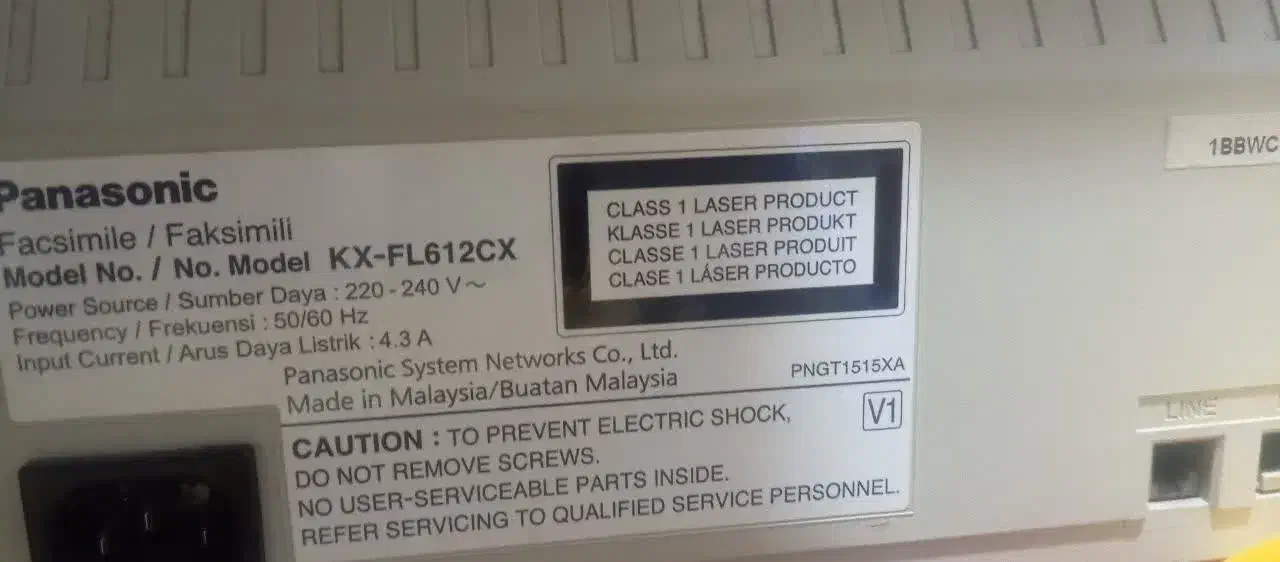 Panasonic
Facsimile / Faksimili
Model No. / No. Model KX-FL612CX
Power Source / Sumber Daya : 220-240 V～
Frequency / Frekuensi : 50/60 Hz
Input Current / Arus Daya Listrik : 4.3 A
CLASS 1 LASER PRODUCT
KLASSE 1 LASER PRODUKT
CLASSE 1 LASER PRODUIT
CLASE 1 LÁSER PRODUCTO
Panasonic System Networks Co., Ltd.
Made in Malaysia/Buatan Malaysia
PNGT1515XA
V1
CAUTION : TO PREVENT ELECTRIC SHOCK,
DO NOT REMOVE SCREWS.
NO USER-SERVICEABLE PARTS INSIDE.
REFER SERVICING TO QUALIFIED SERVICE PERSONNEL.
1BBWC
LINE